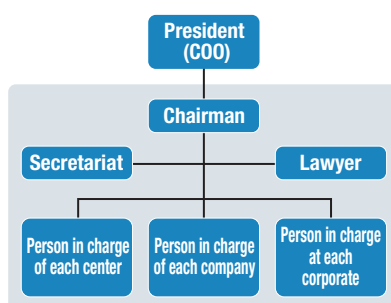 President
(COO)
Chairman
Secretariat
Lawyer
Person in charge
of each center
Person in charge
of each company
Person in charge
at each
corporate